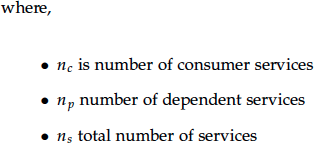 where,
• n_c is number of consumer services
• n_p number of dependent services
• n_s total number of services